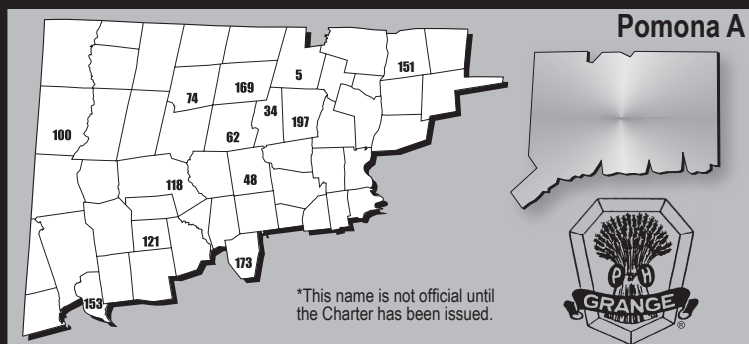 Pomona A
5
151
169
74
34
197
100
62
118
48
121
173
153
*This name is not official until
the Charter has been issued.
P H
GRANGE
®